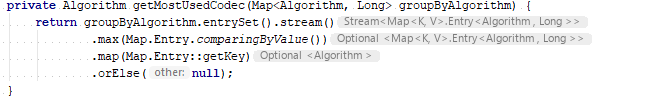 private Algorithm getMostUsedCodec(Map<Algorithm, Long> groupByAlgorithm) {
return groupByAlgorithm.entrySet().stream() Stream<Map<K, V>.Entry<Algorithm, Long>>
.max(Map.Entry.comparingByValue()) Optional <Map<K, V>.Entry<Algorithm, Long>>
.map(Map.Entry::getKey) Optional <Algorithm>
.orElse( other: null);
}